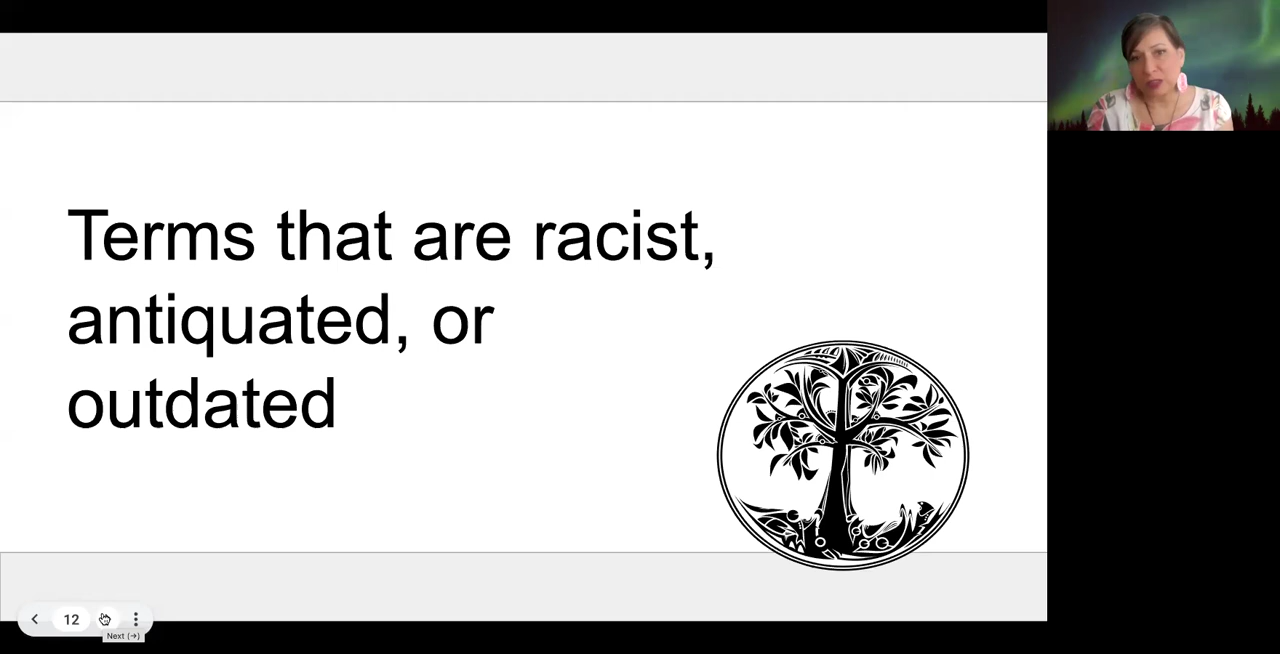 Terms that are racist,
antiquated, or
outdated
12
Next (→)